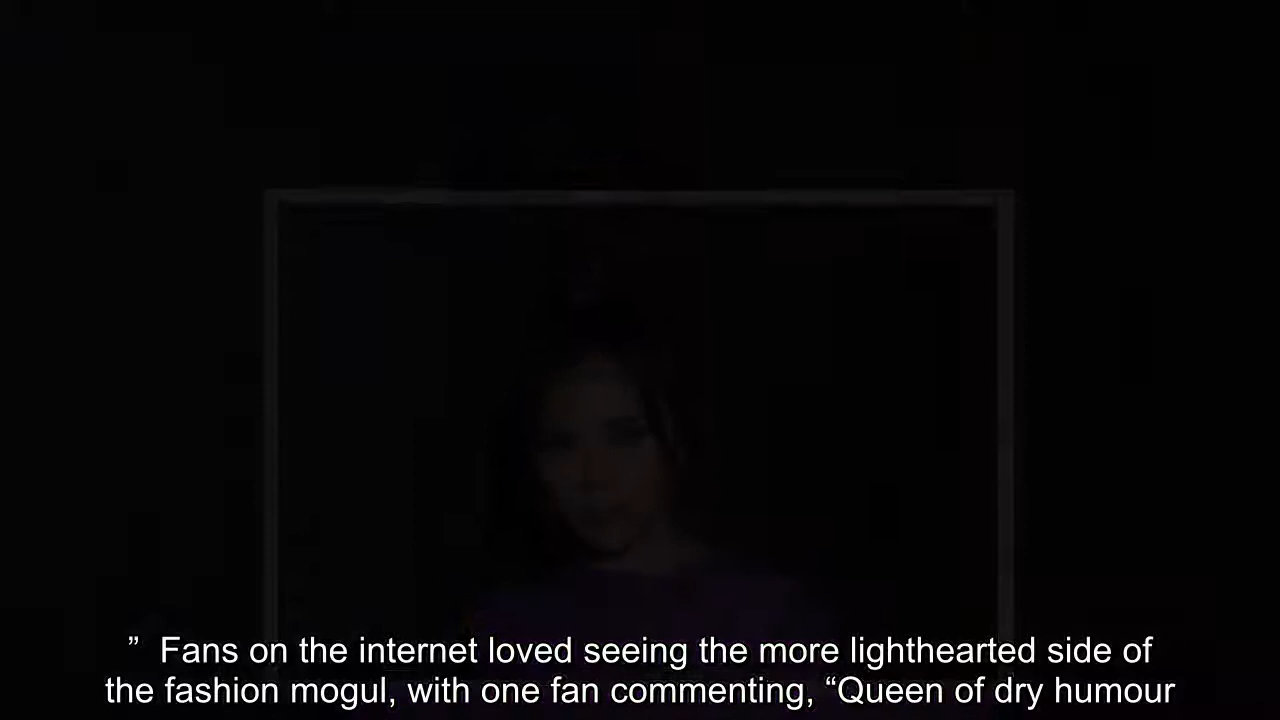 ” Fans on the internet loved seeing the more lighthearted side of
the fashion mogul, with one fan commenting, “Queen of dry humour